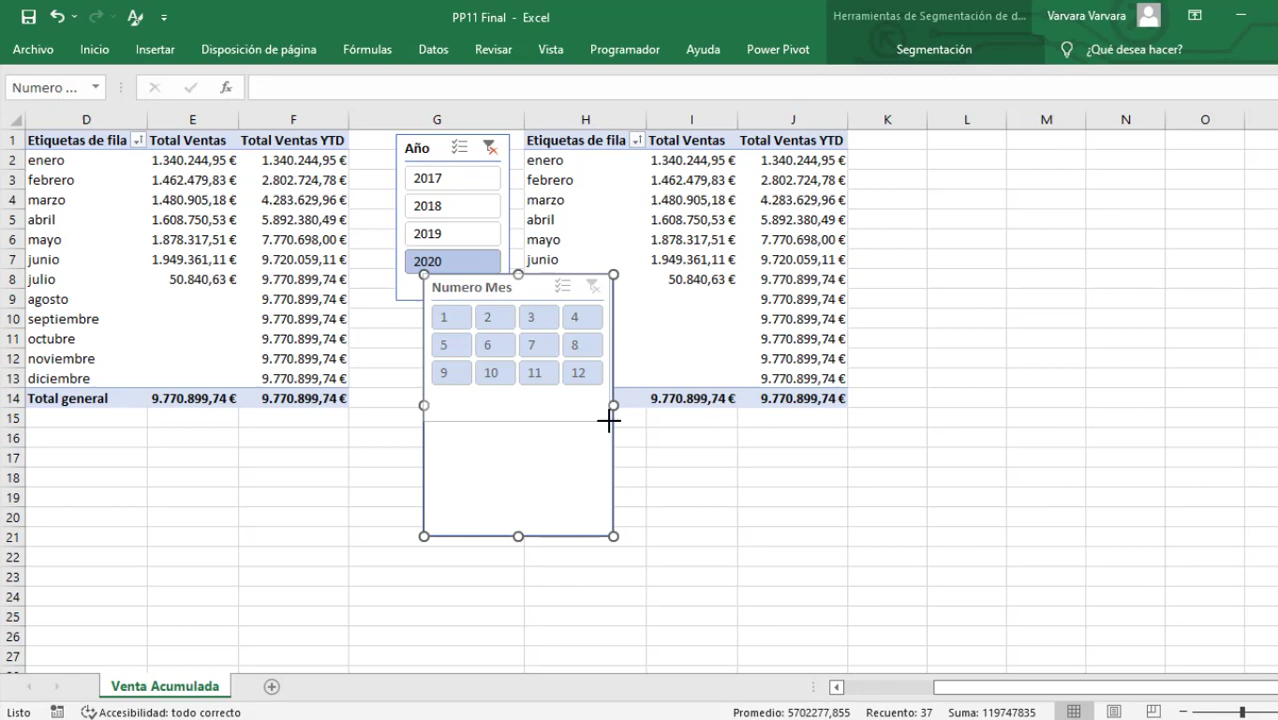 PP11 Final - Excel
Herramientas de Segmentación de d...
Varvara Varvara
Archivo Inicio Insertar Disposición de página Fórmulas Datos Revisar Vista Programador Ayuda Power Pivot Segmentación ¿Qué desea hacer?
Numero ...
D E F G H I J K L M N O
1 Etiquetas de fila Total Ventas Total Ventas YTD Etiquetas de fila Total Ventas Total Ventas YTD
2 enero 1.340.244,95 € 1.340.244,95 € enero 1.340.244,95 € 1.340.244,95 €
3 febrero 1.462.479,83 € 2.802.724,78 € febrero 1.462.479,83 € 2.802.724,78 €
4 marzo 1.480.905,18 € 4.283.629,96 € marzo 1.480.905,18 € 4.283.629,96 €
5 abril 1.608.750,53 € 5.892.380,49 € abril 1.608.750,53 € 5.892.380,49 €
6 mayo 1.878.317,51 € 7.770.698,00 € mayo 1.878.317,51 € 7.770.698,00 €
7 junio 1.949.361,11 € 9.720.059,11 € junio 1.949.361,11 € 9.720.059,11 €
8 julio 50.840,63 € 9.770.899,74 € 50.840,63 € 9.770.899,74 €
9 agosto 9.770.899,74 € 9.770.899,74 €
10 septiembre 9.770.899,74 € 9.770.899,74 €
11 octubre 9.770.899,74 € 9.770.899,74 €
12 noviembre 9.770.899,74 € 9.770.899,74 €
13 diciembre 9.770.899,74 € 9.770.899,74 €
14 Total general 9.770.899,74 € 9.770.899,74 € 9.770.899,74 € 9.770.899,74 €
15
16
17
18
19
20
21
22
23
24
25
26
27
Año
2017
2018
2019
2020
Numero Mes
1 2 3 4
5 6 7 8
9 10 11 12
Venta Acumulada
Listo Accesibilidad: todo correcto Promedio: 5702277,855 Recuento: 37 Suma: 119747835